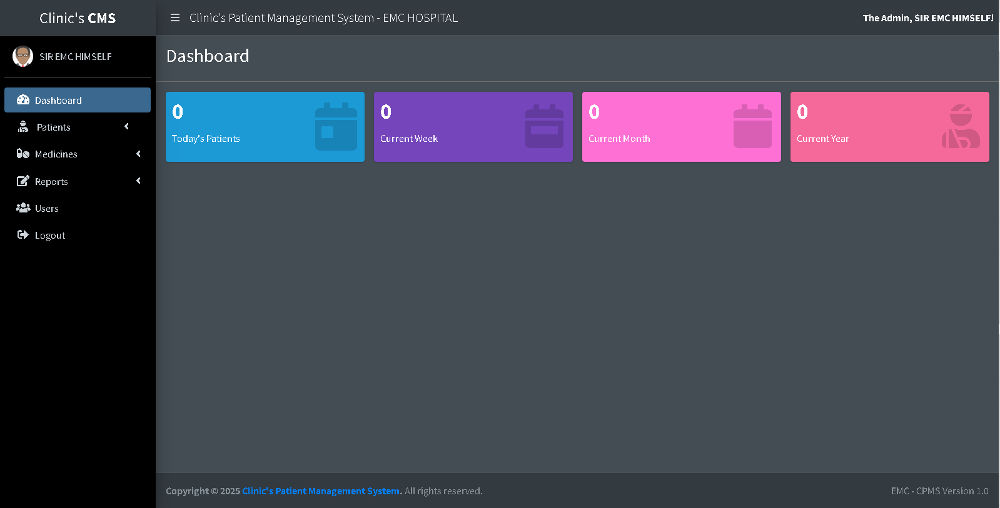 Clinic's CMS
Clinic's Patient Management System - EMC HOSPITAL
The Admin, SIR EMC HIMSELF!
SIR EMC HIMSELF
Dashboard
Patients
Medicines
Reports
Users
Logout
Dashboard
0
Today's Patients
0
Current Week
0
Current Month
0
Current Year
Copyright © 2025 Clinic's Patient Management System. All rights reserved.
EMC - CPMS Version 1.0